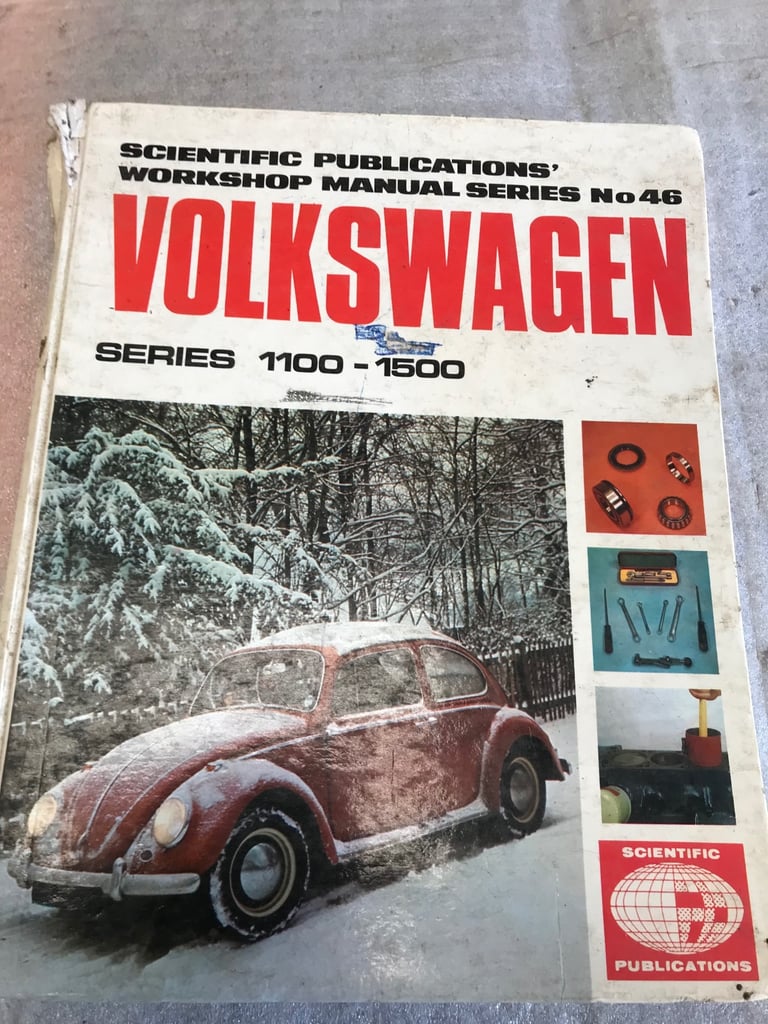 SCIENTIFIC PUBLICATIONS'
WORKSHOP MANUAL SERIES No 46
VOLKSWAGEN
SERIES 1100 - 1500
SCIENTIFIC
PUBLICATIONS